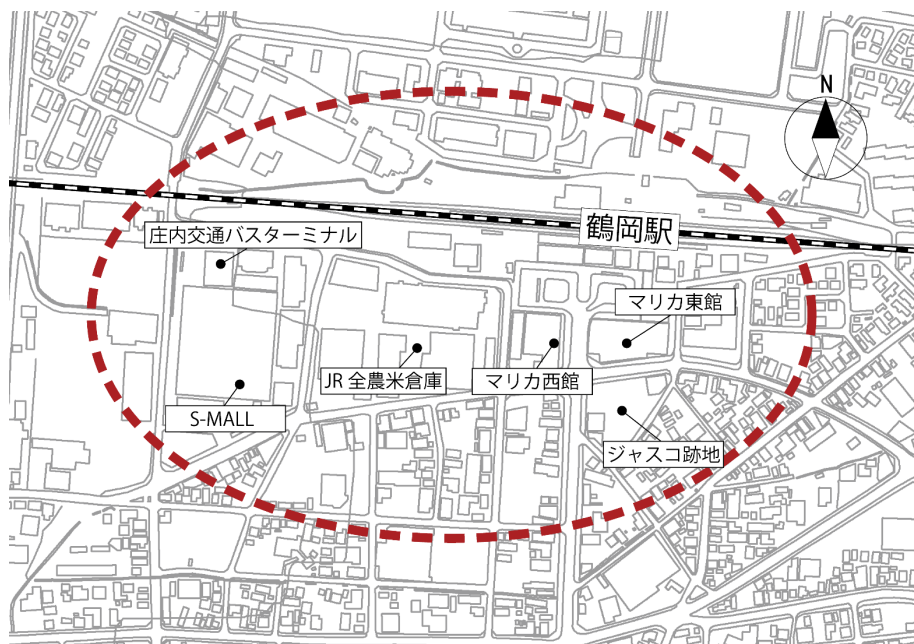 N
鶴岡駅
庄内交通バスターミナル
マリカ東館
JR 全農米倉庫
マリカ西館
S-MALL
ジャスコ跡地